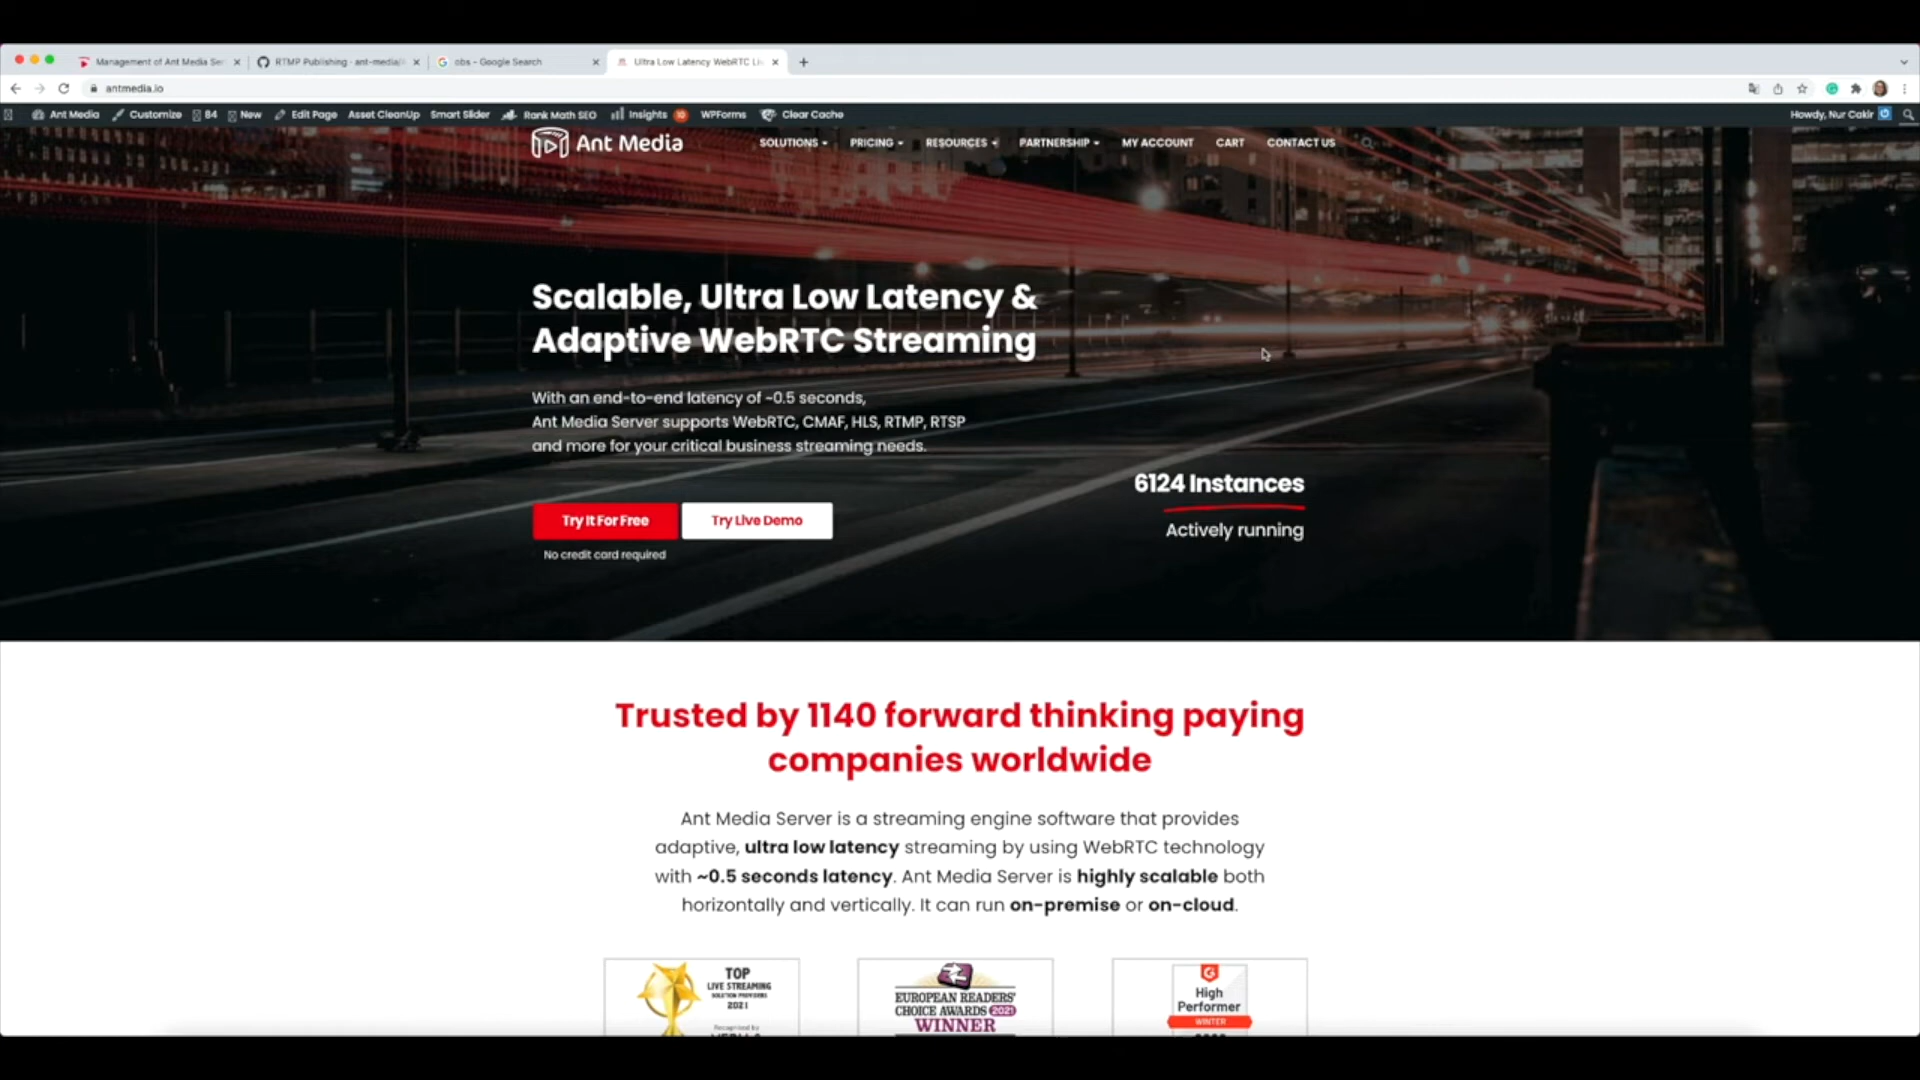 Management of Ant Media Se
RTMP Publishing · ant-media/
obs - Google Search
Ultra Low Latency WebRTC Li
antmedia.io
Ant Media Customize 84 New Edit Page Asset CleanUp Smart Slider Rank Math SEO Insights 10 WPForms Clear Cache
Howdy, Nur Cakir
Ant Media
SOLUTIONS PRICING RESOURCES PARTNERSHIP MY ACCOUNT CART CONTACT US
Scalable, Ultra Low Latency &
Adaptive WebRTC Streaming
With an end-to-end latency of ~0.5 seconds,
Ant Media Server supports WebRTC, CMAF, HLS, RTMP, RTSP
and more for your critical business streaming needs.
6124 Instances
Actively running
Try It For Free
Try Live Demo
No credit card required
Trusted by 1140 forward thinking paying
companies worldwide
Ant Media Server is a streaming engine software that provides
adaptive, ultra low latency streaming by using WebRTC technology
with ~0.5 seconds latency. Ant Media Server is highly scalable both
horizontally and vertically. It can run on-premise or on-cloud.
TOP
LIVE STREAMING
SOLUTION PROVIDERS
2021
Recognized by
EUROPEAN READERS'
CHOICE AWARDS 2021
WINNER
High
Performer
WINTER